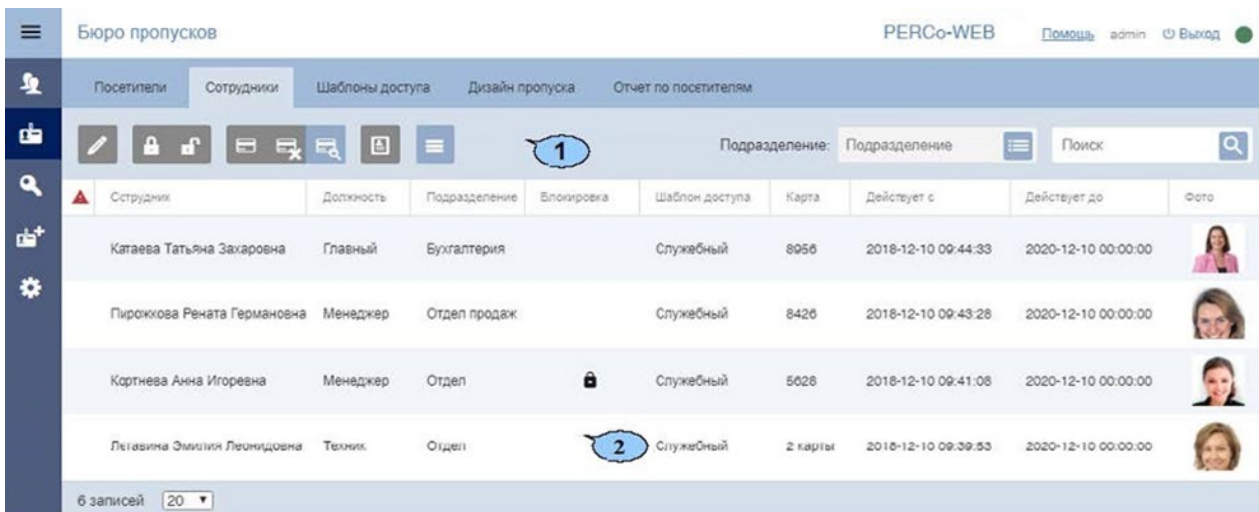 Бюро пропусков PERCo-WEB Помощь admin Выход
Посетители Сотрудники Шаблоны доступа Дизайн пропуска Отчет по посетителям
1 Подразделение: Подразделение Поиск
Сотрудник Должность Подразделение Блокировка Шаблон доступа Карта Действует с Действует до Фото
Катаева Татьяна Захаровна Главный Бухгалтерия Служебный 8956 2018-12-10 09:44:33 2020-12-10 00:00:00
Пирожкова Рената Германовна Менеджер Отдел продаж Служебный 8426 2018-12-10 09:43:28 2020-12-10 00:00:00
Кортнева Анна Игоревна Менеджер Отдел Служебный 5628 2018-12-10 09:41:08 2020-12-10 00:00:00
Летавина Эмилия Леонидовна Техник Отдел 2 Служебный 2 карты 2018-12-10 09:39:53 2020-12-10 00:00:00
6 записей 20